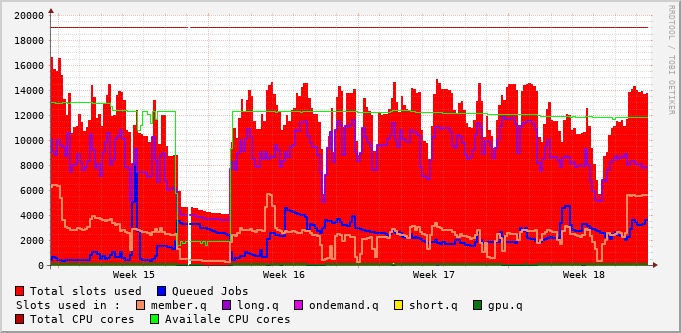 RRDTOOL / TOBI OETIKER
20000
18000
16000
14000
12000
10000
8000
6000
4000
2000
0
Week 15 Week 16 Week 17 Week 18
Total slots used Queued Jobs
Slots used in : member.q long.q ondemand.q short.q gpu.q
Total CPU cores Availale CPU cores